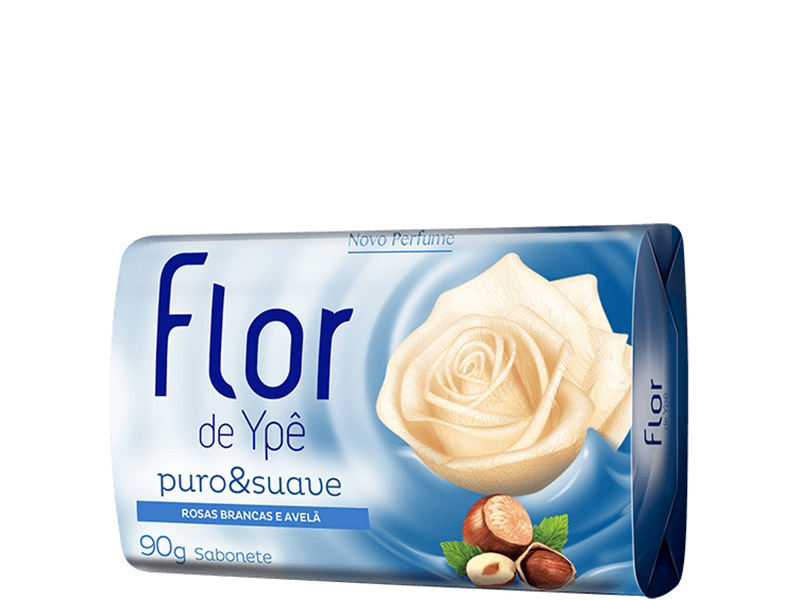 Novo Perfume
Flor
de Ypê
puro&suave
ROSAS BRANCAS E AVELÃ
90g Sabonete
Flor
de Ypê